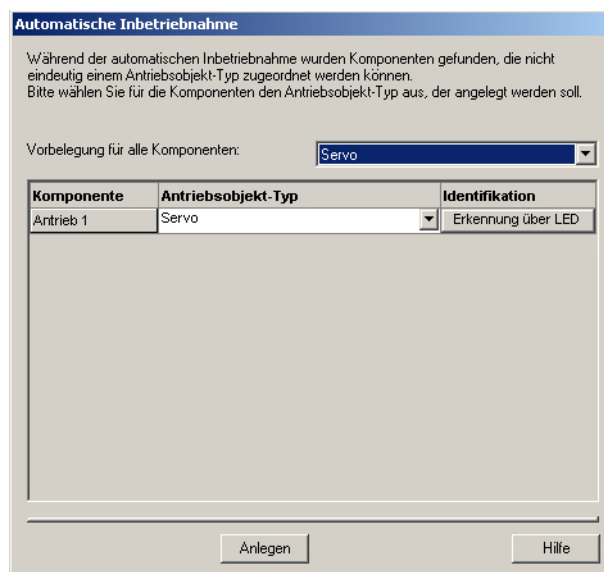 Automatische Inbetriebnahme
Während der automatischen Inbetriebnahme wurden Komponenten gefunden, die nicht
eindeutig einem Antriebsobjekt-Typ zugeordnet werden können.
Bitte wählen Sie für die Komponenten den Antriebsobjekt-Typ aus, der angelegt werden soll.
Vorbelegung für alle Komponenten: Servo
Komponente Antriebsobjekt-Typ Identifikation
Antrieb 1 Servo Erkennung über LED
Anlegen Hilfe